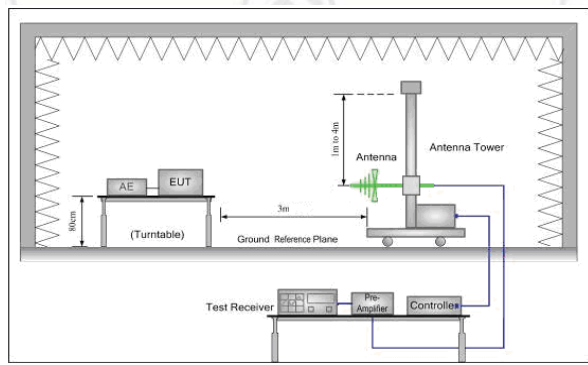 1m to 4m
Antenna
Antenna Tower
AE
EUT
80cm
(Turntable)
3m
Ground Reference Plane
Test Receiver
Pre-
Amplifier
Controller